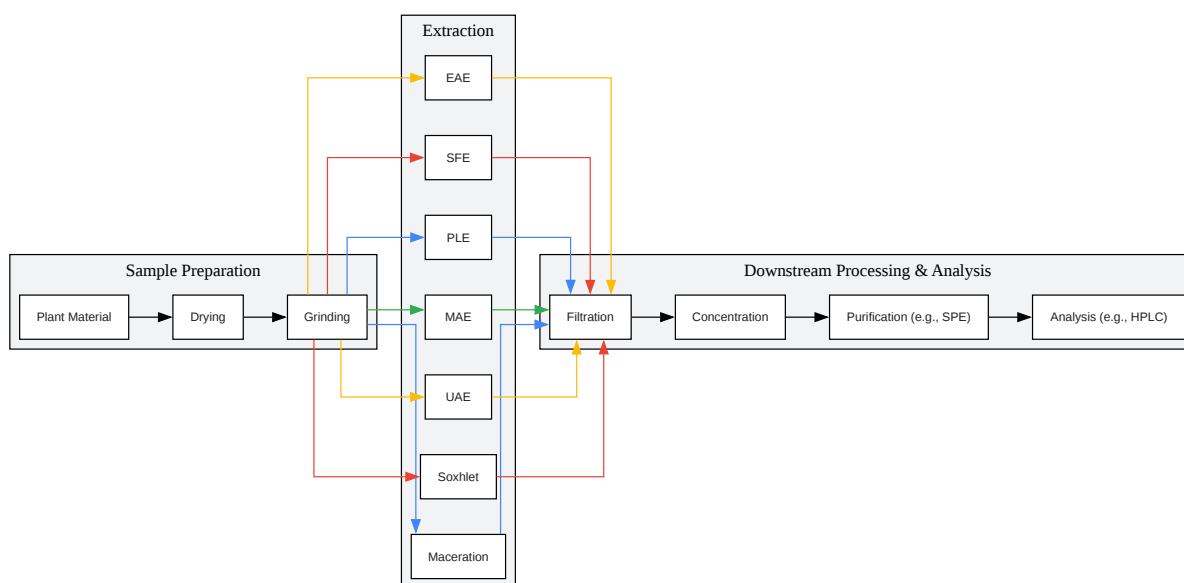 Extraction
EAE
SFE
PLE
Sample Preparation
Downstream Processing & Analysis
Plant Material
Drying
Grinding
MAE
Filtration
Concentration
Purification (e.g., SPE)
Analysis (e.g., HPLC)
UAE
Soxhlet
Maceration